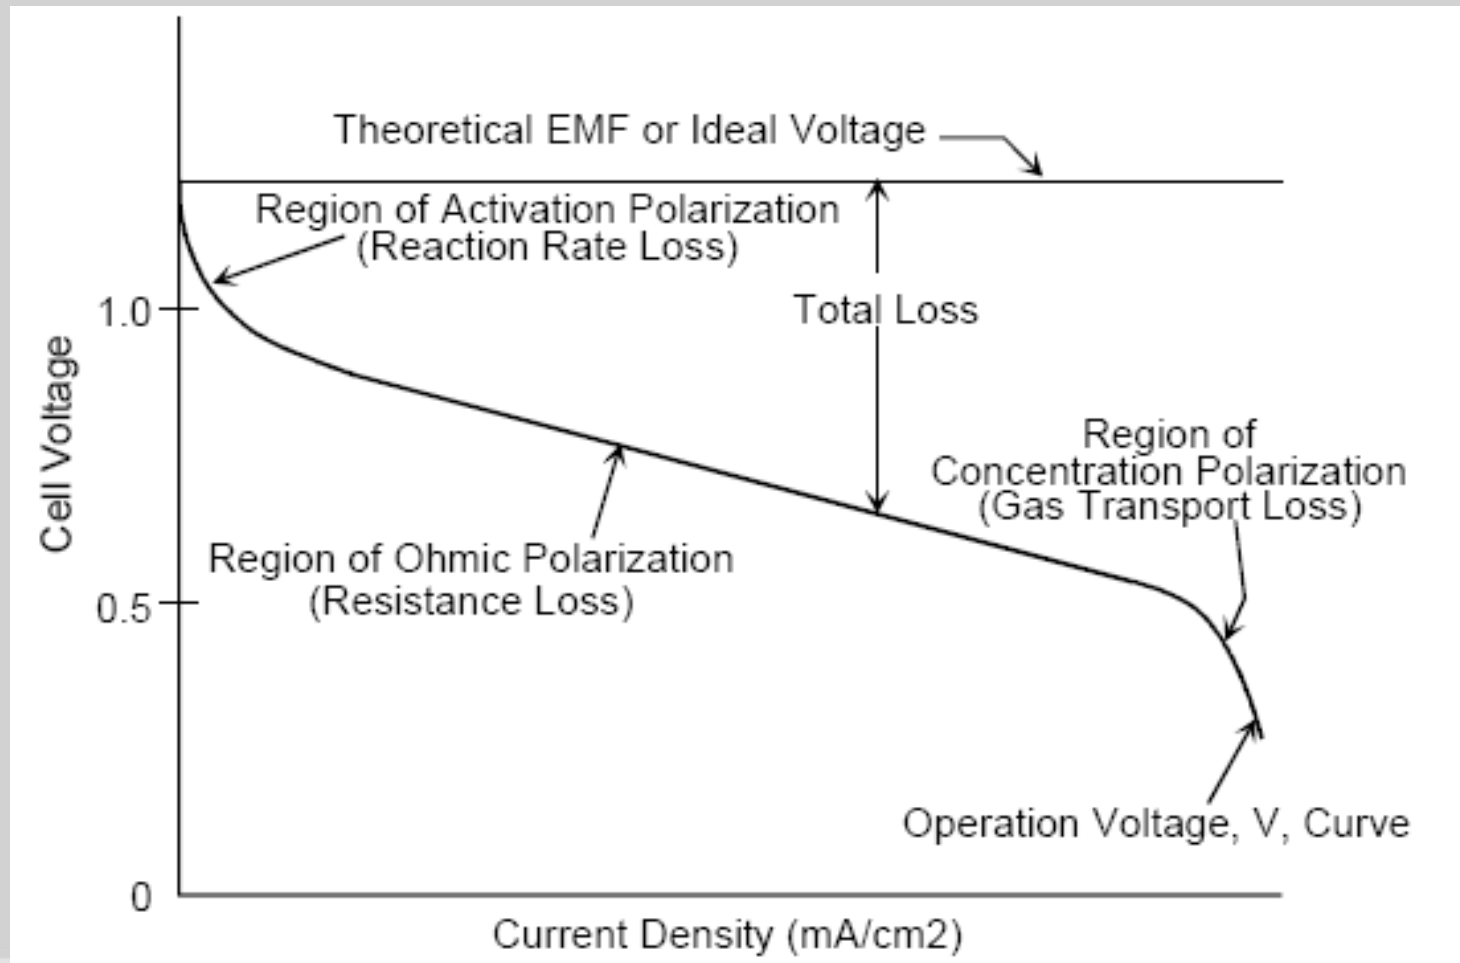 Theoretical EMF or Ideal Voltage
Region of Activation Polarization
(Reaction Rate Loss)
1.0
Total Loss
Cell Voltage
Region of
Concentration Polarization
(Gas Transport Loss)
Region of Ohmic Polarization
(Resistance Loss)
0.5
Operation Voltage, V, Curve
0
Current Density (mA/cm2)